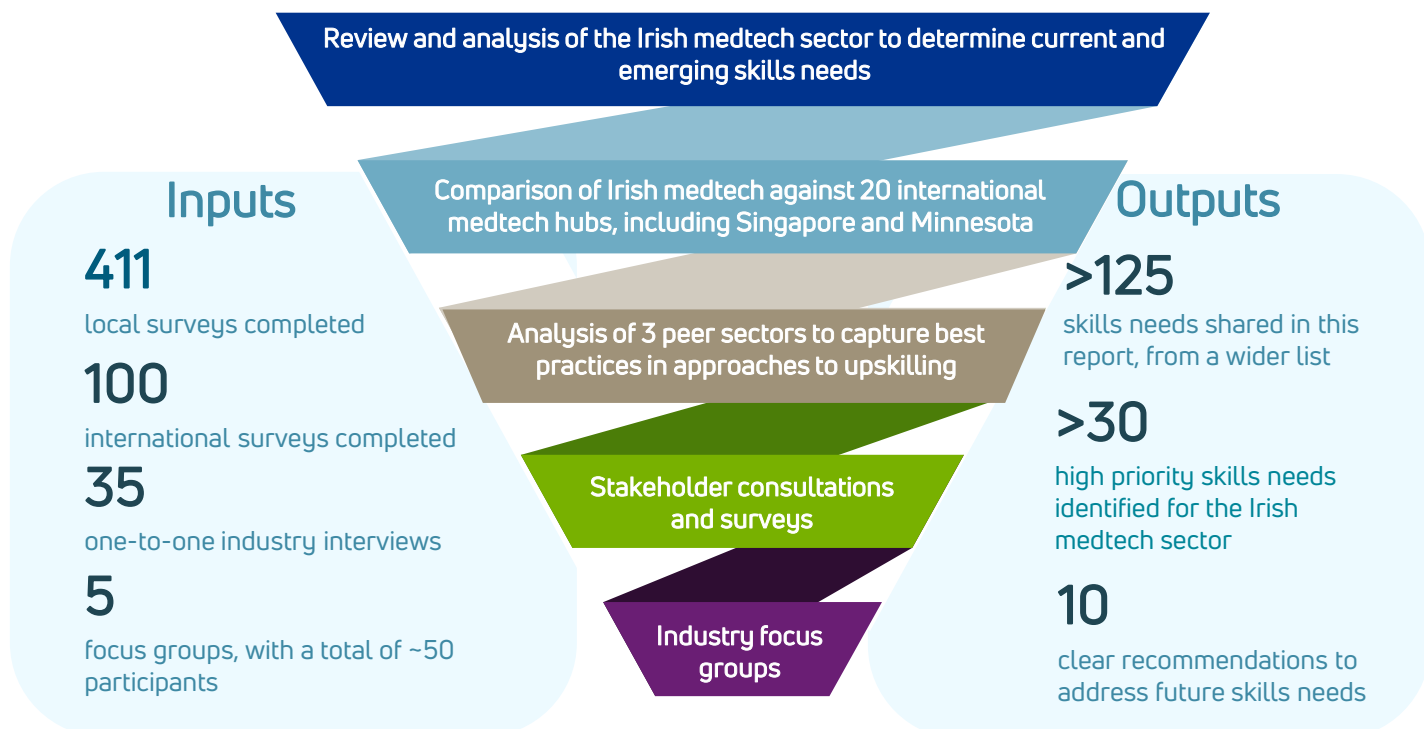 Review and analysis of the Irish medtech sector to determine current and
emerging skills needs
Comparison of Irish medtech against 20 international
medtech hubs, including Singapore and Minnesota
Analysis of 3 peer sectors to capture best
practices in approaches to upskilling
Stakeholder consultations
and surveys
Industry focus
groups
Inputs
411
local surveys completed
100
international surveys completed
35
one-to-one industry interviews
5
focus groups, with a total of ~50
participants
Outputs
>125
skills needs shared in this
report, from a wider list
>30
high priority skills needs
identified for the Irish
medtech sector
10
clear recommendations to
address future skills needs